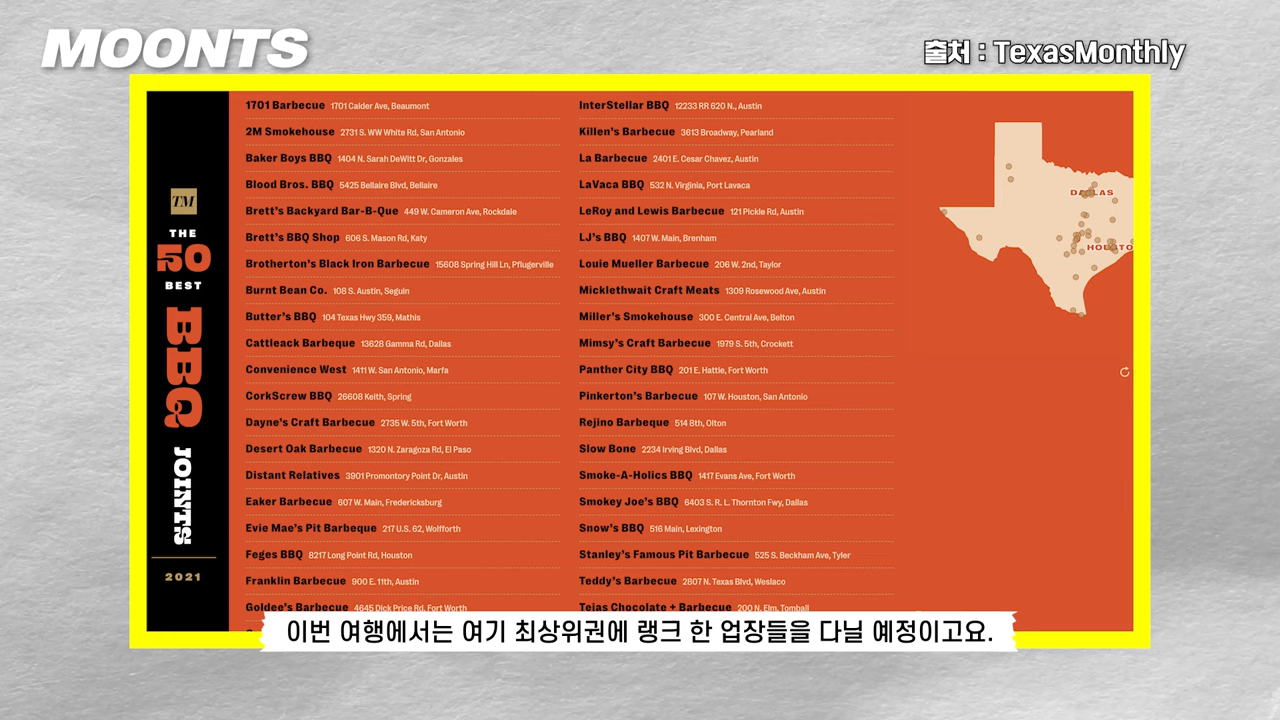 MOONTS
출처 : TexasMonthly
TM
THE
50
BEST
BBQ
JOINTS
2021
1701 Barbecue 1701 Calder Ave, Beaumont
2M Smokehouse 2731 S. WW White Rd, San Antonio
Baker Boys BBQ 1404 N. Sarah DeWitt Dr, Gonzales
Blood Bros. BBQ 5425 Bellaire Blvd, Bellaire
Brett's Backyard Bar-B-Que 449 W. Cameron Ave, Rockdale
Brett's BBQ Shop 606 S. Mason Rd, Katy
Brotherton's Black Iron Barbecue 15608 Spring Hill Ln, Pflugerville
Burnt Bean Co. 108 S. Austin, Seguin
Butter's BBQ 104 Texas Hwy 359, Mathis
Cattleack Barbeque 13628 Gamma Rd, Dallas
Convenience West 1411 W. San Antonio, Marfa
CorkScrew BBQ 26608 Keith, Spring
Dayne's Craft Barbecue 2735 W. 5th, Fort Worth
Desert Oak Barbecue 1320 N. Zaragoza Rd, El Paso
Distant Relatives 3901 Promontory Point Dr, Austin
Eaker Barbecue 607 W. Main, Fredericksburg
Evie Mae's Pit Barbeque 217 U.S. 62, Wolfforth
Feges BBQ 8217 Long Point Rd, Houston
Franklin Barbecue 900 E. 11th, Austin
Goldee's Barbecue 4645 Dick Price Rd, Fort Worth
InterStellar BBQ 12233 RR 620 N., Austin
Killen's Barbecue 3613 Broadway, Pearland
La Barbecue 2401 E. Cesar Chavez, Austin
LaVaca BBQ 532 N. Virginia, Port Lavaca
LeRoy and Lewis Barbecue 121 Pickle Rd, Austin
LJ's BBQ 1407 W. Main, Brenham
Louie Mueller Barbecue 206 W. 2nd, Taylor
Micklethwait Craft Meats 1309 Rosewood Ave, Austin
Miller's Smokehouse 300 E. Central Ave, Belton
Mimsy's Craft Barbecue 1979 S. 5th, Crockett
Panther City BBQ 201 E. Hattie, Fort Worth
Pinkerton's Barbecue 107 W. Houston, San Antonio
Rejino Barbeque 514 8th, Olton
Slow Bone 2234 Irving Blvd, Dallas
Smoke-A-Holics BBQ 1417 Evans Ave, Fort Worth
Smokey Joe's BBQ 6403 S. R. L. Thornton Fwy, Dallas
Snow's BBQ 516 Main, Lexington
Stanley's Famous Pit Barbecue 525 S. Beckham Ave, Tyler
Teddy's Barbecue 2807 N. Texas Blvd, Weslaco
Tejas Chocolate + Barbecue 200 N. Elm, Tomball
DALLAS
HOUSTO
이번 여행에서는 여기 최상위권에 랭크 한 업장들을 다닐 예정이고요.